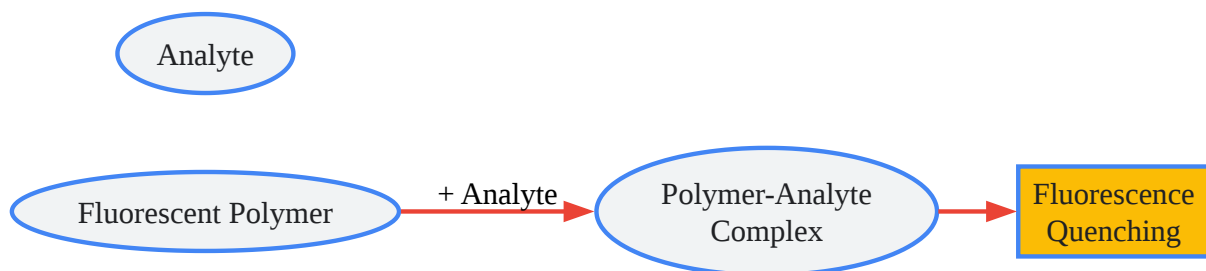 Analyte
Fluorescent Polymer
+ Analyte
Polymer-Analyte
Complex
Fluorescence
Quenching